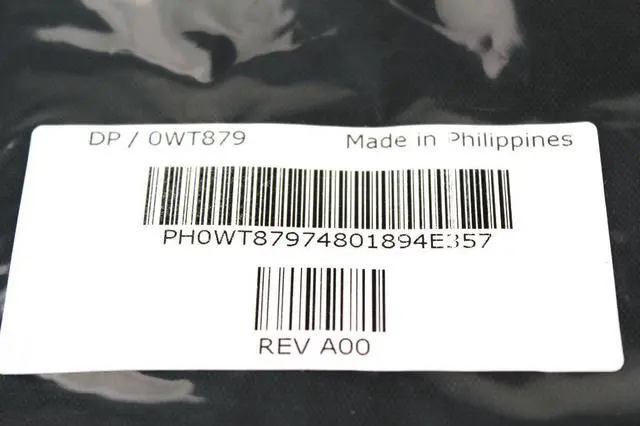 DP / 0WT879 Made in Philippines
PH0WT87974801894E357
REV A00